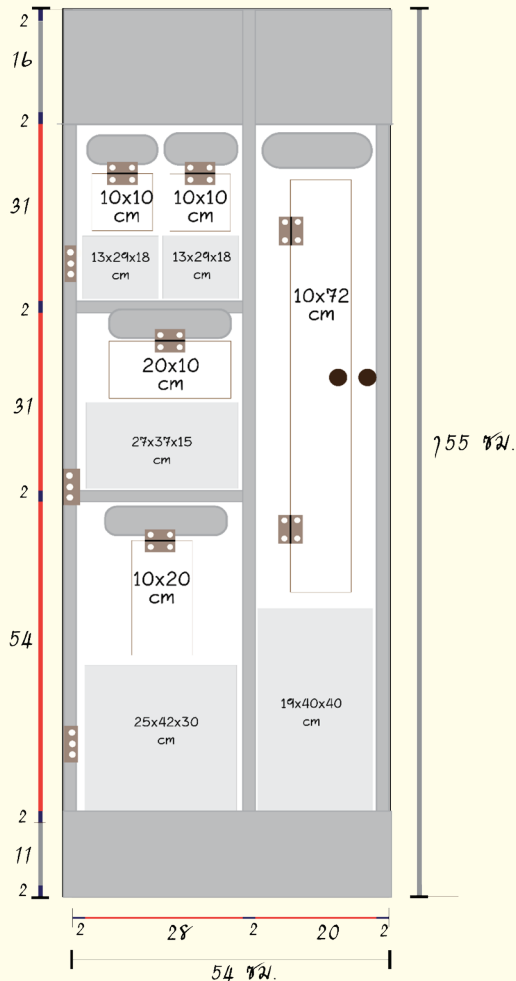 2
16
2
31
2
31
2
54
2
11
2
10x10
cm
10x10
cm
13x29x18
cm
13x29x18
cm
20x10
cm
27x37x15
cm
10x20
cm
25x42x30
cm
10x72
cm
19x40x40
cm
155 ซม.
2 28 2 20 2
54 ซม.